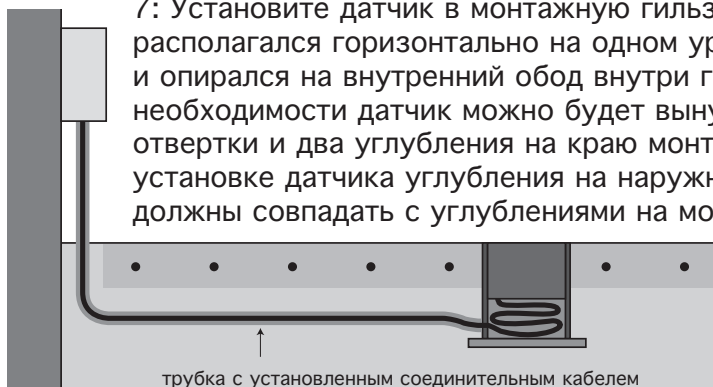 7: Установите датчик в монтажную гильз
располагался горизонтально на одном ур
и опирался на внутренний обод внутри г
необходимости датчик можно будет выну
отвертки и два углубления на краю монт
установке датчика углубления на наружн
должны совпадать с углублениями на мо
трубка с установленным соединительным кабелем